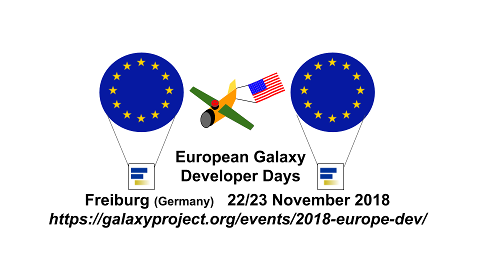 European Galaxy
Developer Days
Freiburg (Germany) 22/23 November 2018
https://galaxyproject.org/events/2018-europe-dev/